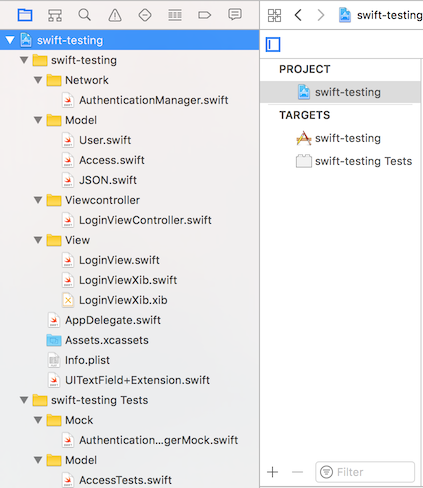 swift-testing
swift-testing
Network
AuthenticationManager.swift
Model
User.swift
Access.swift
JSON.swift
Viewcontroller
LoginViewController.swift
View
LoginView.swift
LoginViewXib.swift
LoginViewXib.xib
AppDelegate.swift
Assets.xcassets
Info.plist
UITextField+Extension.swift
swift-testing Tests
Mock
Authentication...gerMock.swift
Model
AccessTests.swift
swift-testing
PROJECT
swift-testing
TARGETS
swift-testing
swift-testing Tests
Filter